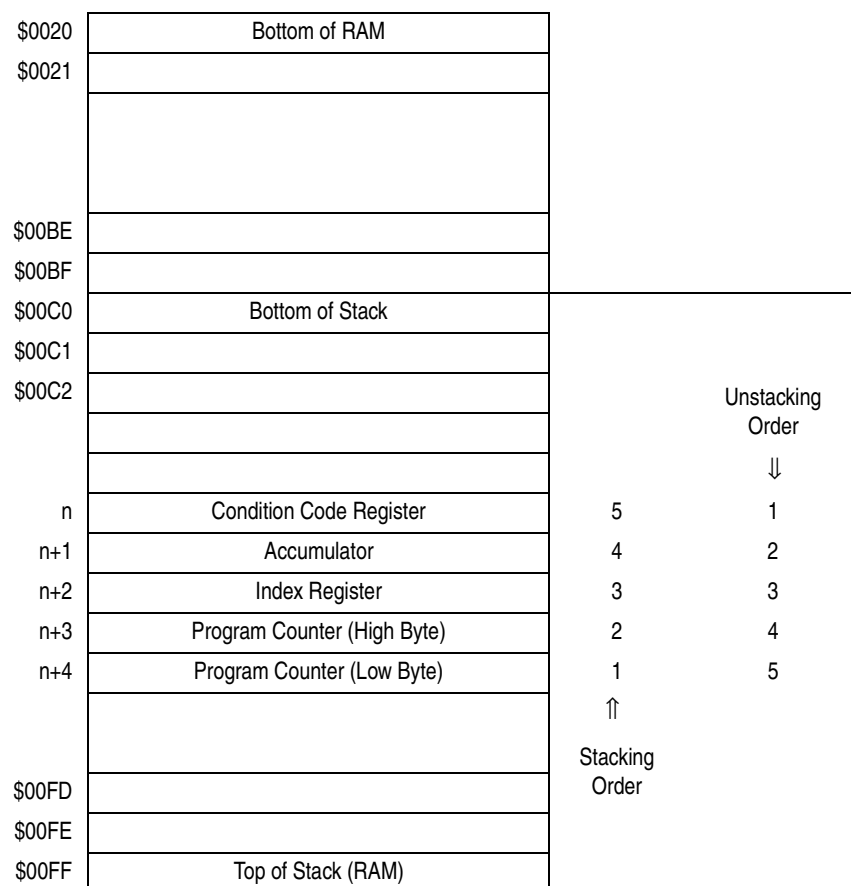 $0020 Bottom of RAM
$0021
$00BE
$00BF
$00C0 Bottom of Stack
$00C1
$00C2
Unstacking
Order
⇓
n Condition Code Register 5 1
n+1 Accumulator 4 2
n+2 Index Register 3 3
n+3 Program Counter (High Byte) 2 4
n+4 Program Counter (Low Byte) 1 5
⇑
Stacking
Order
$00FD
$00FE
$00FF Top of Stack (RAM)